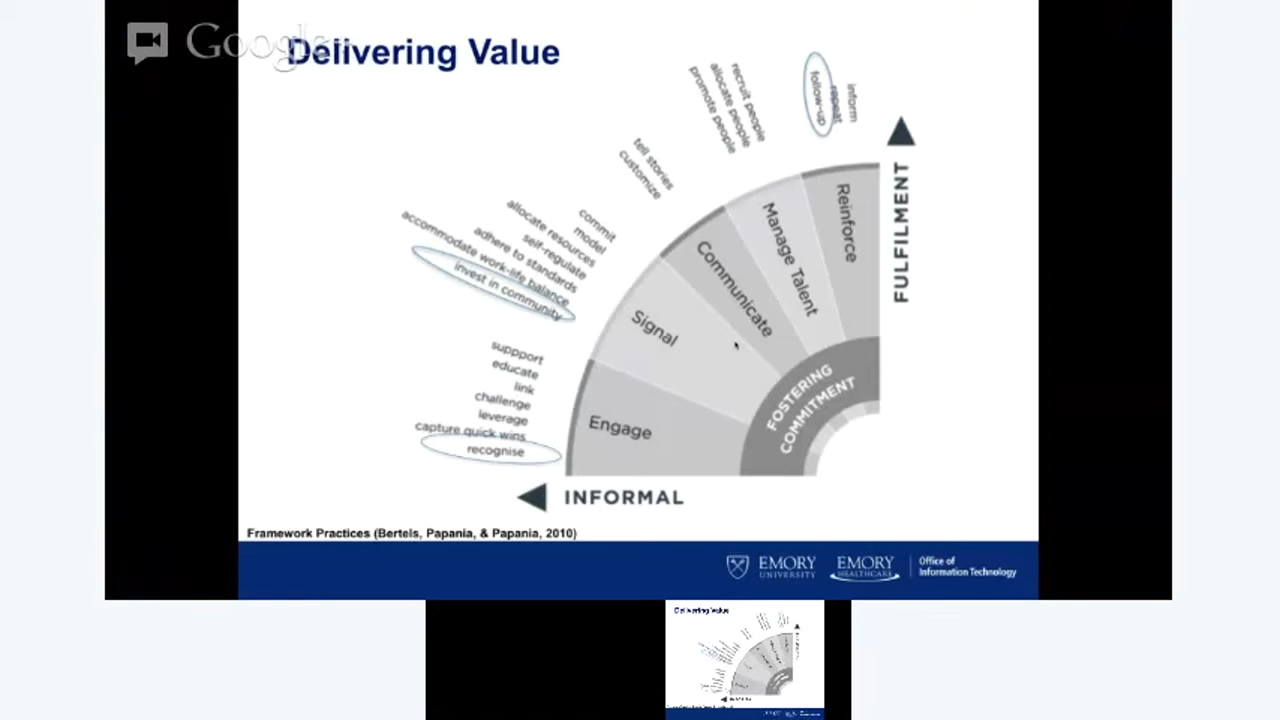 Google+
Delivering Value
inform
repeat
follow-up
recruit people
allocate people
promote people
tell stories
customize
commit
model
allocate resources
self-regulate
adhere to standards
accommodate work-life balance
invest in community
suppport
educate
link
challenge
leverage
capture quick wins
recognise
Reinforce
Manage Talent
Communicate
Signal
Engage
FOSTERING
COMMITMENT
FULFILMENT
INFORMAL
Framework Practices (Bertels, Papania, & Papania, 2010)
EMORY
UNIVERSITY
EMORY
HEALTHCARE
Office of
Information Technology
Delivering Value